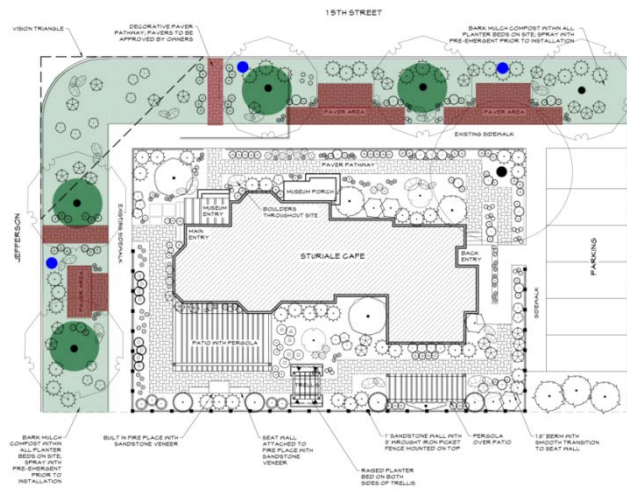 15TH STREET
VISION TRIANGLE
DECORATIVE PAVER
PATHWAY; PAVERS TO BE
APPROVED BY OWNERS
BARK MULCH COMPOST WITHIN ALL
PLANTER BEDS ON SITE, SPRAY WITH
PRE-EMERGENT PRIOR TO INSTALLATION
PAVER AREA
PAVER AREA
EXISTING SIDEWALK
PAVER PATHWAY
MUSEUM PORCH
MUSEUM
ENTRY
BOULDERS
THROUGHOUT SITE
MAIN
ENTRY
STURIALE CAFE
BACK
ENTRY
JEFFERSON
EXISTING SIDEWALK
PAVER AREA
PARKING
SIDEWALK
PATIO WITH PERGOLA
TRELLIS
BARK MULCH
COMPOST WITHIN
ALL PLANTER
BEDS ON SITE,
SPRAY WITH
PRE-EMERGENT
PRIOR TO
INSTALLATION
BUILT IN FIRE PLACE WITH
SANDSTONE VENEER
SEAT WALL
ATTACHED TO
FIRE PLACE WITH
SANDSTONE
VENEER
RAISED PLANTER
BED ON BOTH
SIDES OF TRELLIS
1' SANDSTONE WALL WITH
3' WROUGHT IRON PICKET
FENCE MOUNTED ON TOP
PERGOLA
OVER PATIO
1.5' BERM WITH
SMOOTH TRANSITION
TO SEAT WALL